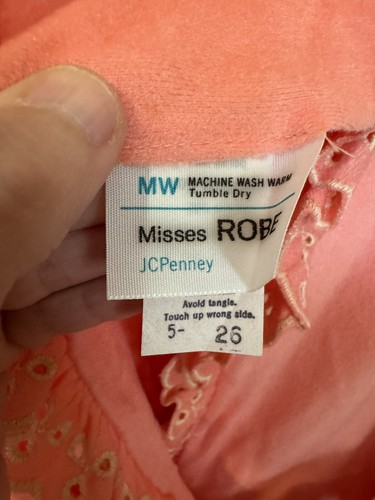 MW MACHINE WASH WARM
Tumble Dry
Misses ROBE
JCPenney
Avoid tangle.
Touch up wrong side.
5- 26